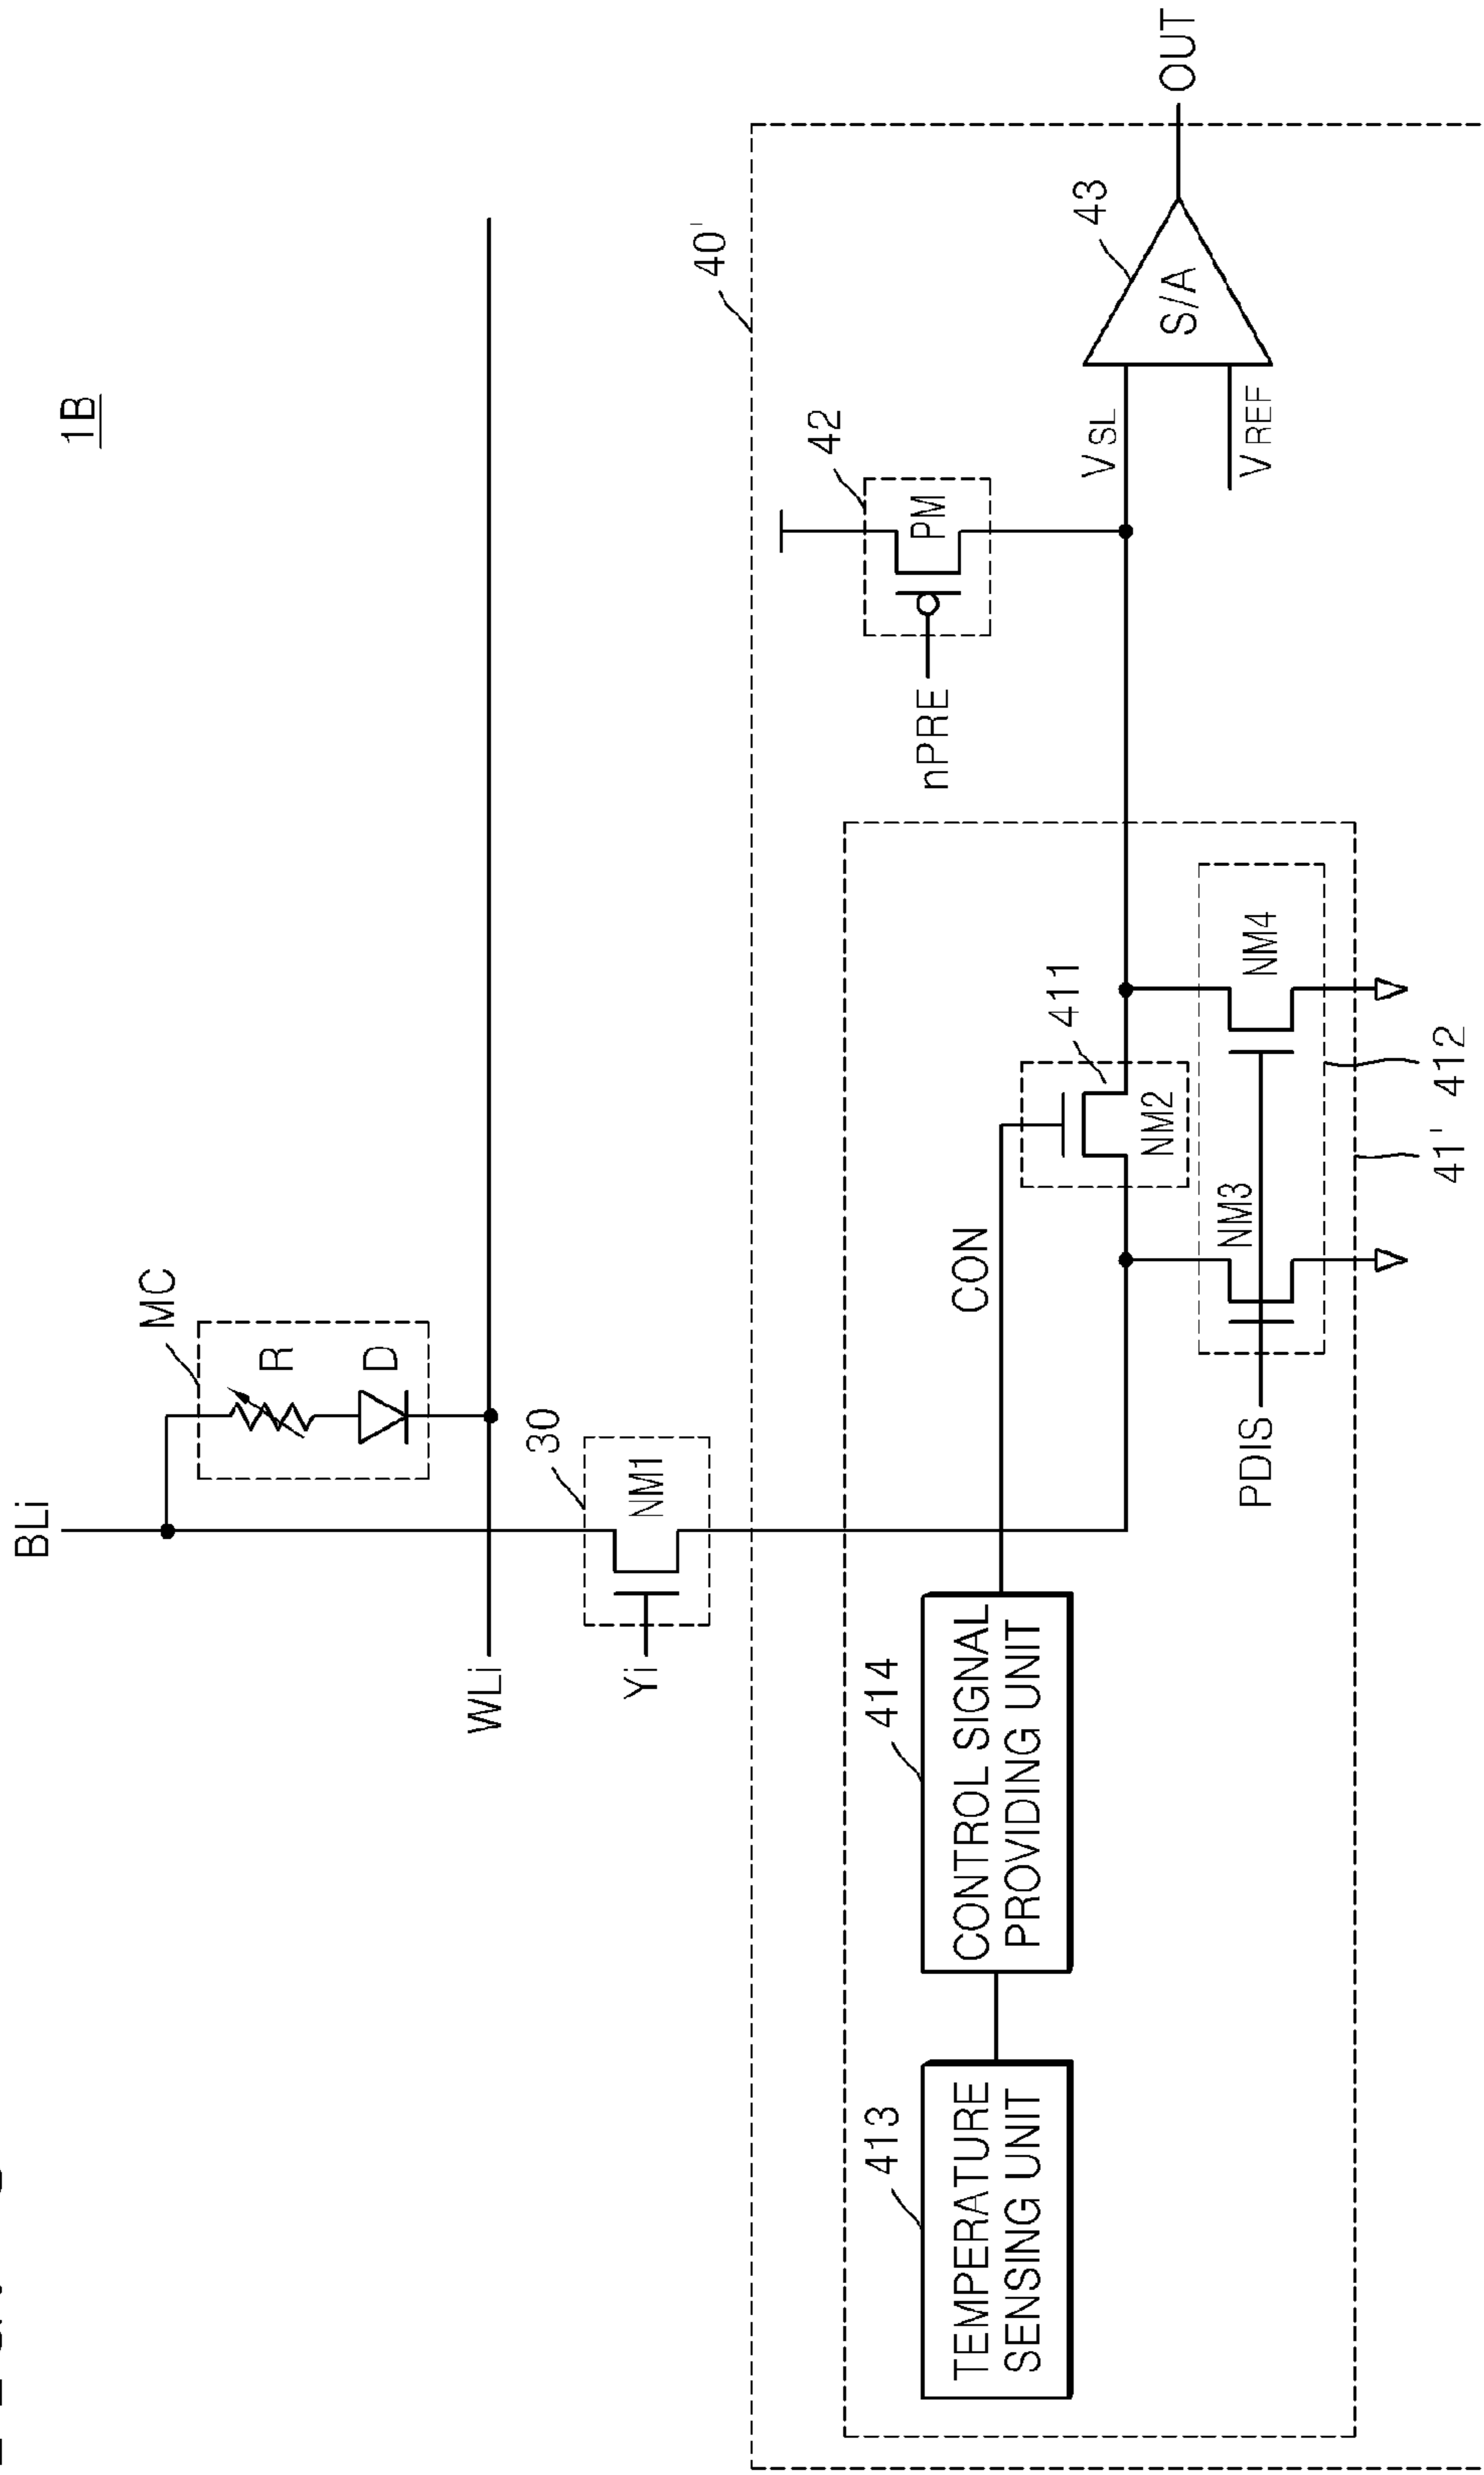 1B
BLi
MC
R
D
WLi
30
NM1
Yi
40'
42
PM
nPRE
43
S/A
OUT
VSL
VREF
413
TEMPERATURE
SENSING UNIT
414
CONTROL SIGNAL
PROVIDING UNIT
CON
411
NM2
NM3
NM4
PDIS
41'
412